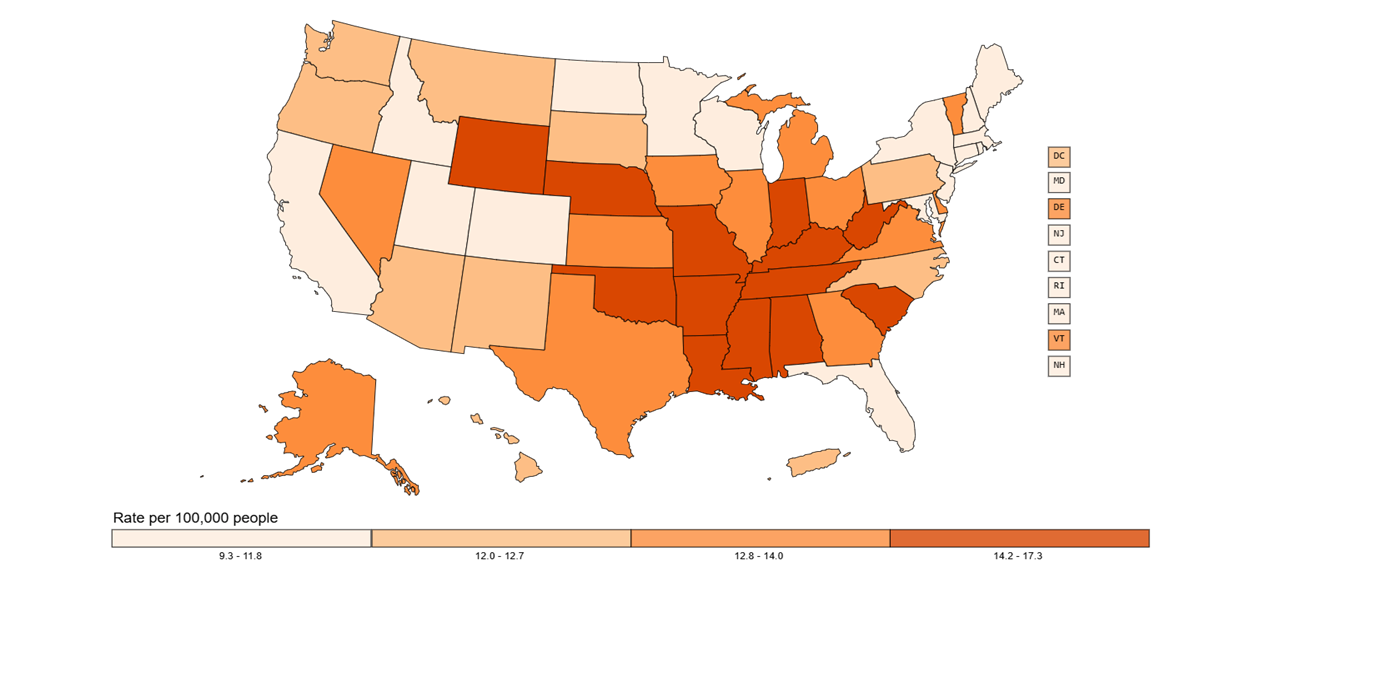 DC
MD
DE
NJ
CT
RI
MA
VT
NH
Rate per 100,000 people
9.3 - 11.8
12.0 - 12.7
12.8 - 14.0
14.2 - 17.3